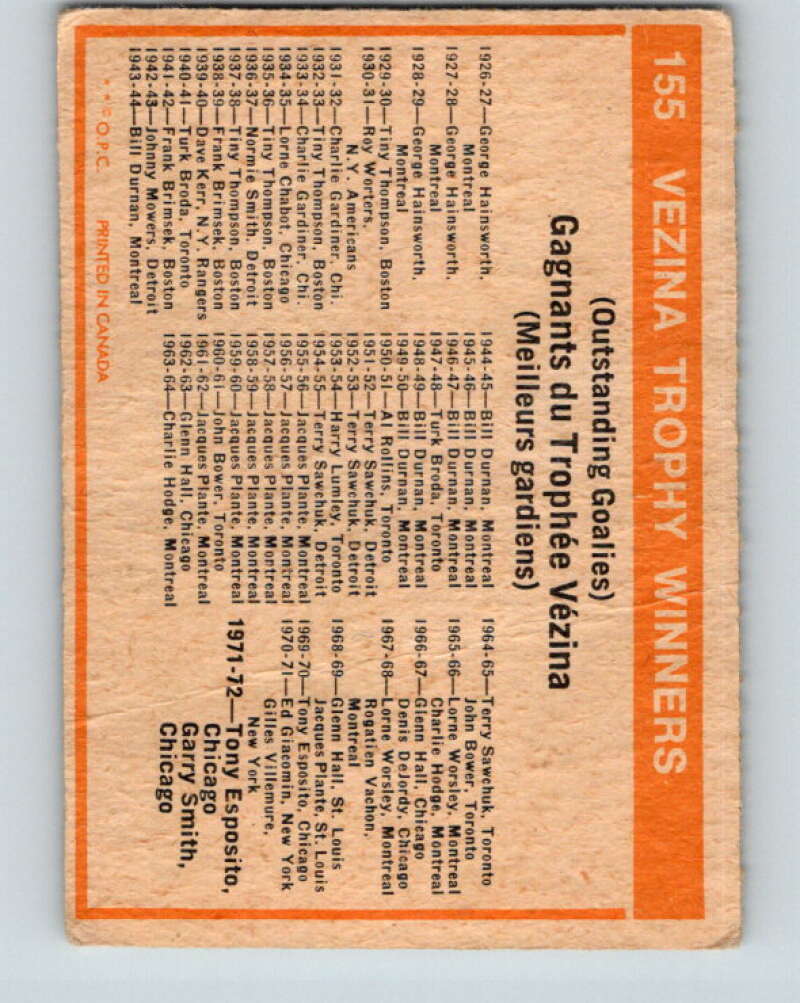 155 VEZINA TROPHY WINNERS
(Outstanding Goalies)
Gagnants du Trophée Vézina
(Meilleurs gardiens)
1926-27—George Hainsworth,
Montreal
1927-28—George Hainsworth,
Montreal
1928-29—George Hainsworth,
Montreal
1929-30—Tiny Thompson, Boston
1930-31—Roy Worters,
N.Y. Americans
1931-32—Charlie Gardiner, Chi.
1932-33—Tiny Thompson, Boston
1933-34—Charlie Gardiner, Chi.
1934-35—Lorne Chabot, Chicago
1935-36—Tiny Thompson, Boston
1936-37—Normie Smith, Detroit
1937-38—Tiny Thompson, Boston
1938-39—Frank Brimsek, Boston
1939-40—Dave Kerr, N.Y. Rangers
1940-41—Turk Broda, Toronto
1941-42—Frank Brimsek, Boston
1942-43—Johnny Mowers, Detroit
1943-44—Bill Durnan, Montreal
1944-45—Bill Durnan, Montreal
1945-46—Bill Durnan, Montreal
1946-47—Bill Durnan, Montreal
1947-48—Turk Broda, Toronto
1948-49—Bill Durnan, Montreal
1949-50—Bill Durnan, Montreal
1950-51—Al Rollins, Toronto
1951-52—Terry Sawchuk, Detroit
1952-53—Terry Sawchuk, Detroit
1953-54—Harry Lumley, Toronto
1954-55—Terry Sawchuk, Detroit
1955-56—Jacques Plante, Montreal
1956-57—Jacques Plante, Montreal
1957-58—Jacques Plante, Montreal
1958-59—Jacques Plante, Montreal
1959-60—Jacques Plante, Montreal
1960-61—John Bower, Toronto
1961-62—Jacques Plante, Montreal
1962-63—Glenn Hall, Chicago
1963-64—Charlie Hodge, Montreal
1964-65—Terry Sawchuk, Toronto
John Bower, Toronto
1965-66—Lorne Worsley, Montreal
Charlie Hodge, Montreal
1966-67—Glenn Hall, Chicago
Denis DeJordy, Chicago
1967-68—Lorne Worsley, Montreal
Rogatien Vachon,
Montreal
1968-69—Glenn Hall, St. Louis
Jacques Plante, St. Louis
1969-70—Tony Esposito, Chicago
1970-71—Ed Giacomin, New York
Gilles Villemure,
New York
1971-72—Tony Esposito,
Chicago
Garry Smith,
Chicago
**© O.P.C. PRINTED IN CANADA